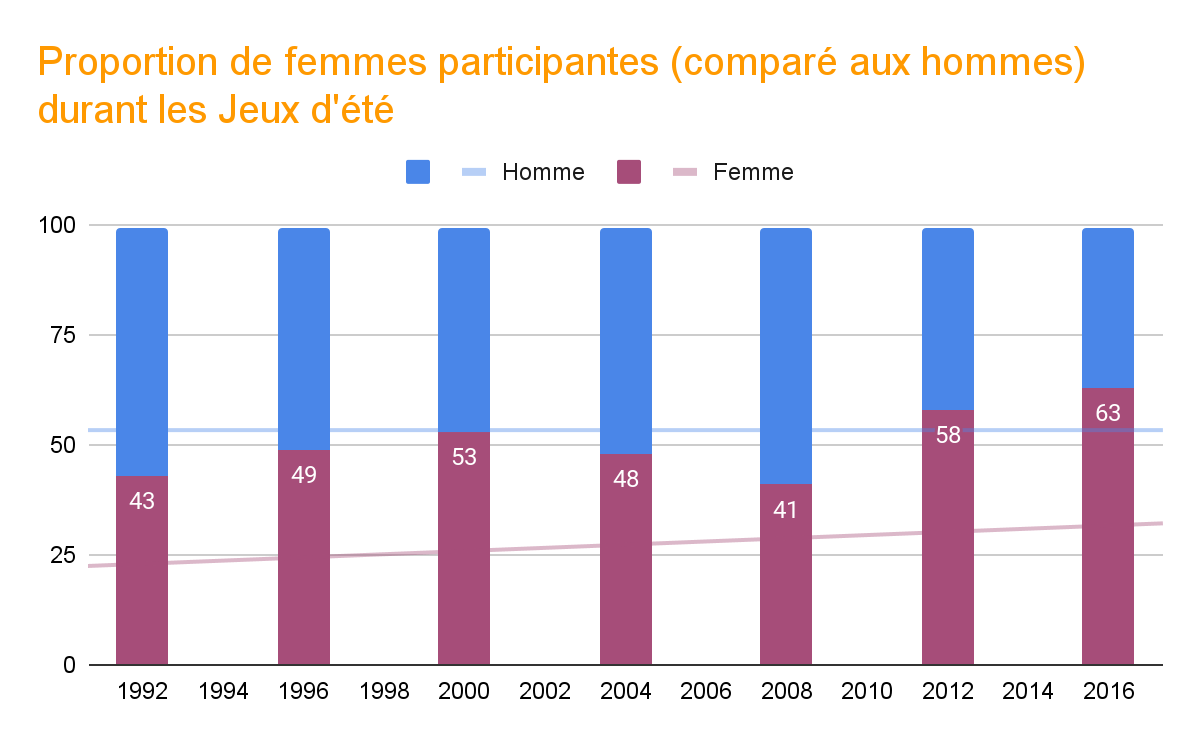 Proportion de femmes participantes (comparé aux hommes)
durant les Jeux d'été
Homme Femme
100
75
50
25
0
43 49 53 48 41 58 63
1992 1994 1996 1998 2000 2002 2004 2006 2008 2010 2012 2014 2016